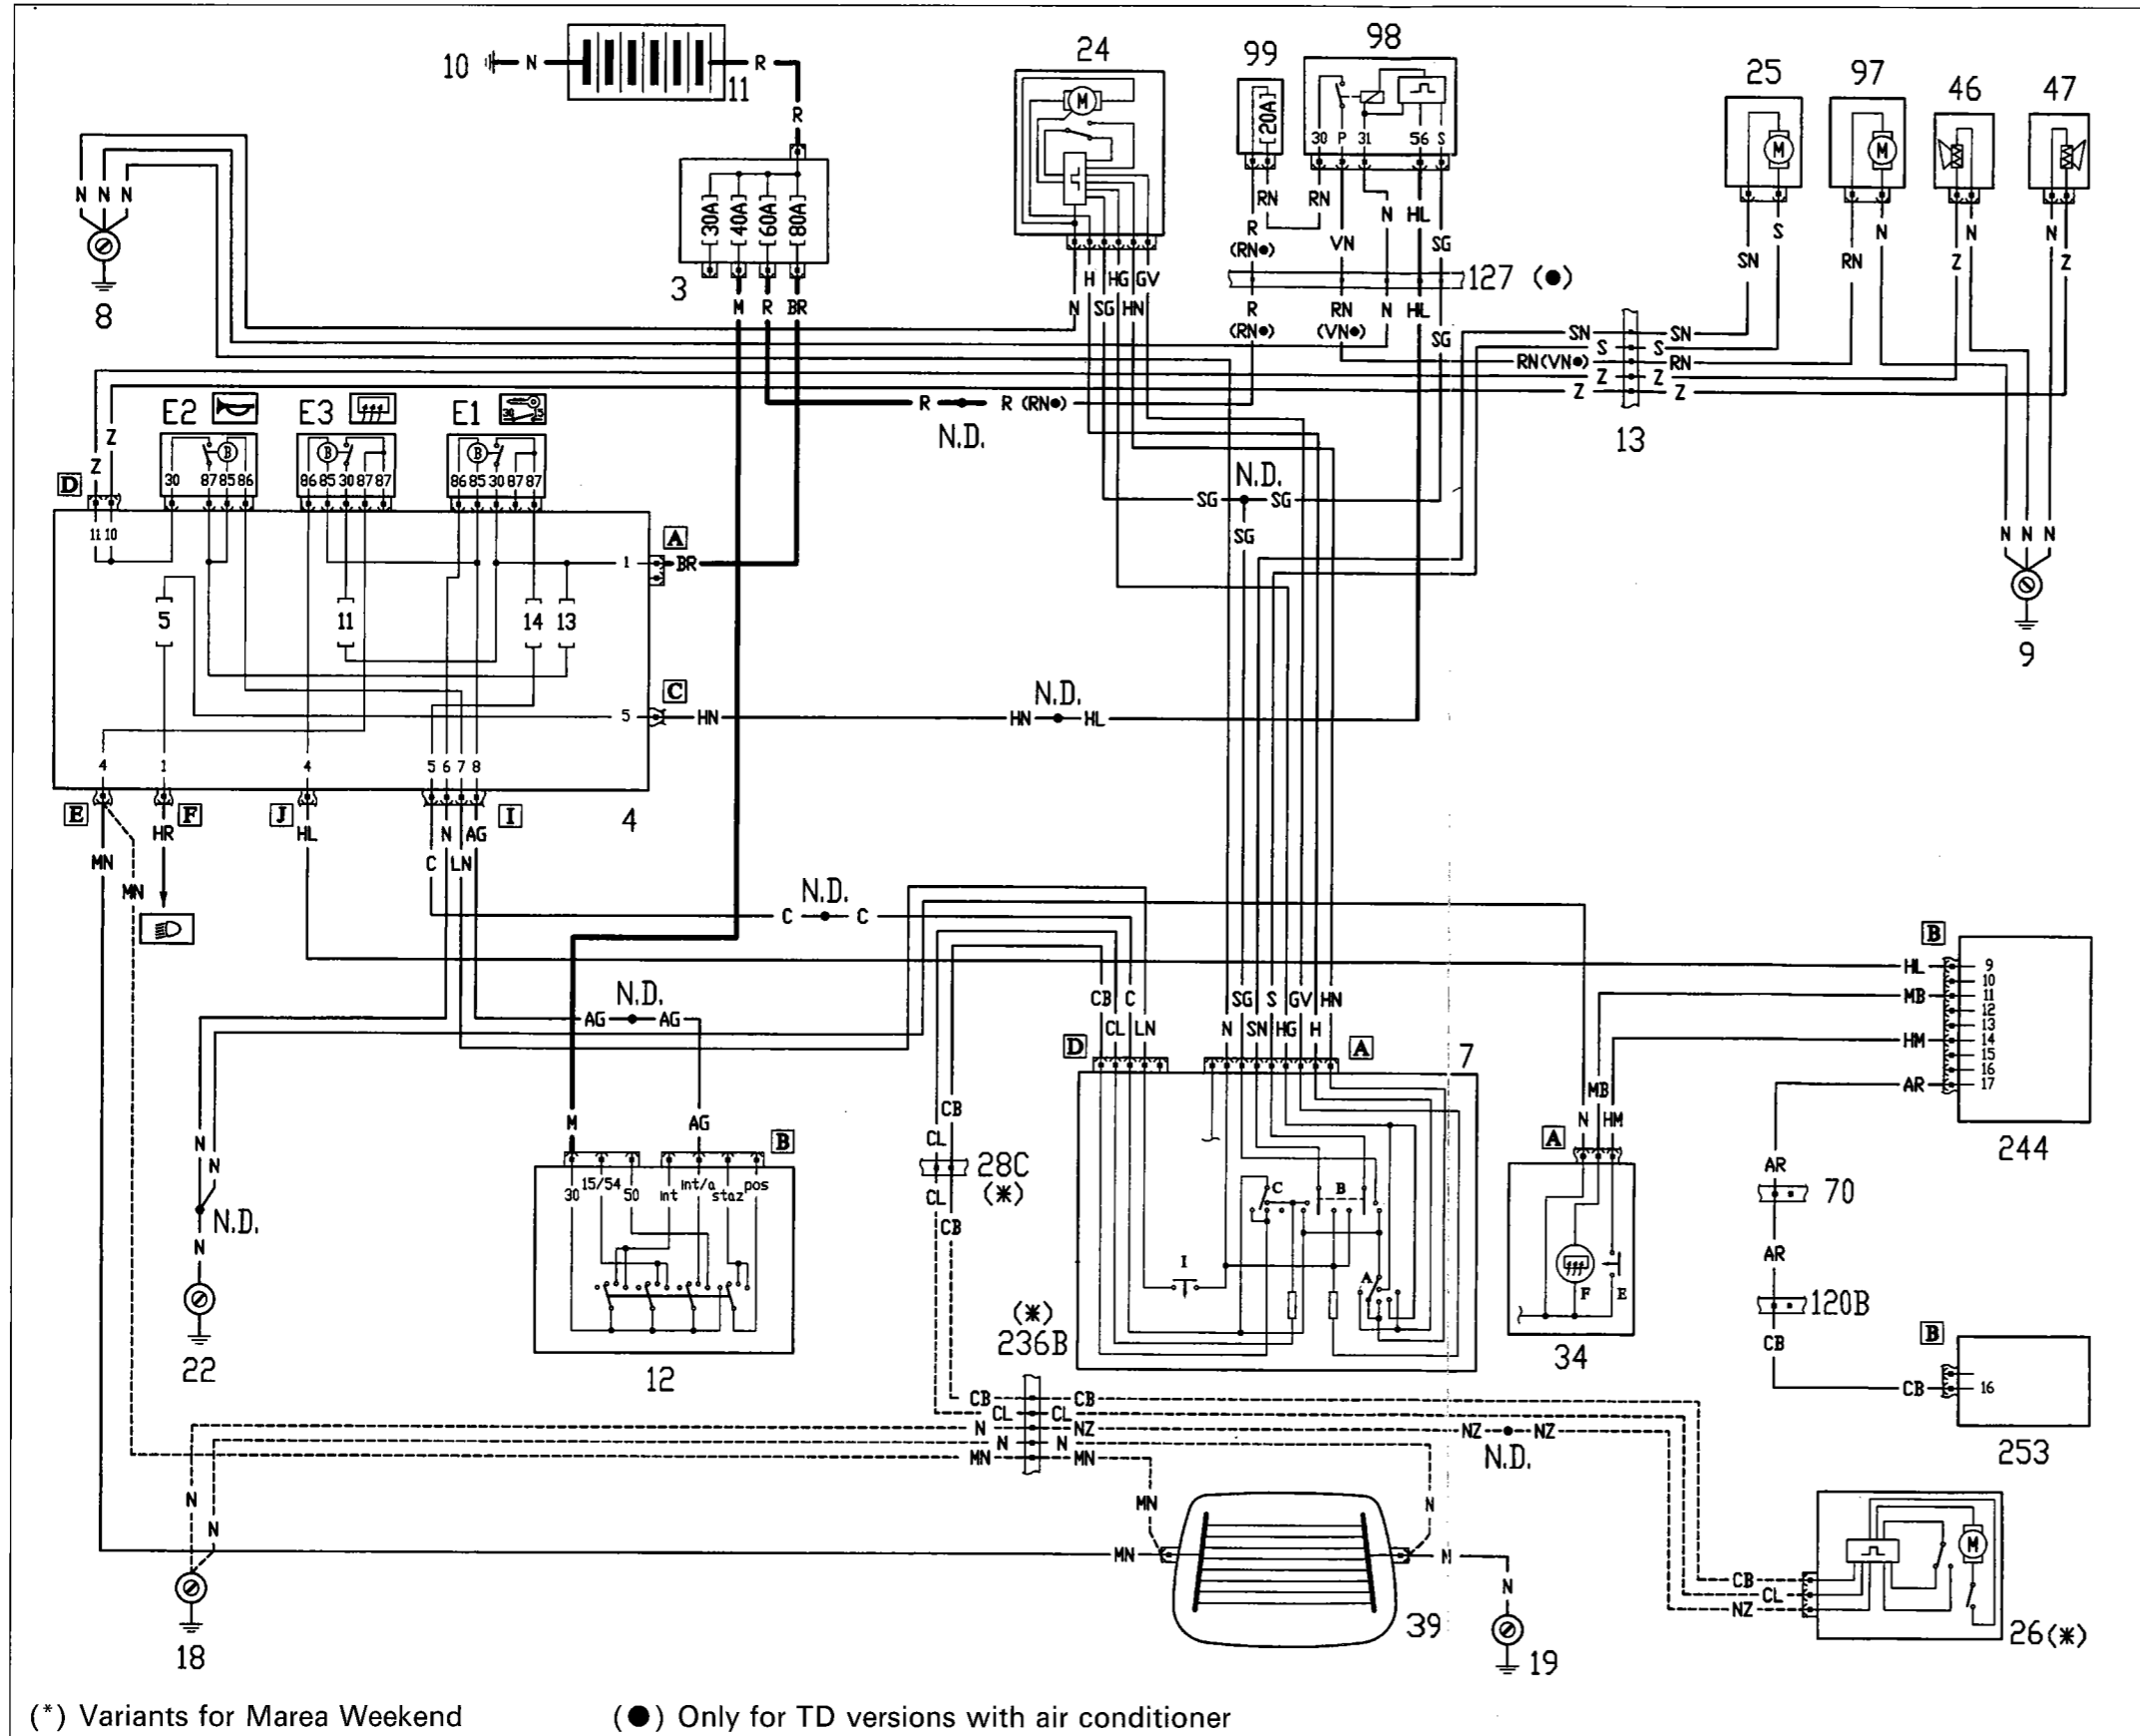 10 N 11 R
R
24
99
98
25
97
46
47
M
20A
30 P 31 56 S
M
M
N N N
8
30A 40A 60A 80A
3
M R BR
RN RN N HL
R
(RN●)
VN
SG
127 (●)
H HG GV
N SG HN
R
(RN●)
RN
(VN●)
N HL
SG
SN
S
RN
N
Z
N
N
Z
SN SN
S S
RN(VN●) RN
Z Z
Z Z
13
R R (RN●)
N.D.
E2
E3
E1
30 15
Z
Z
D
B
B
B
30 87 85 86
86 85 30 87 87
86 85 30 87 87
11 10
N.D.
SG SG
SG
A
1 BR
5
11
14 13
N N N
9
C
5 HN
N.D.
HN HL
4 1 4 5 6 7 8
E
F
J
I
4
HR
HL
N AG
MN
C LN
MN
N.D.
C C
B
HL 9
10
MB 11
12
13
HM 14
15
16
AR 17
244
N.D.
AG AG
CB C
CL LN
SG S GV HN
N SN HG H
D
A
7
MB
N HM
A
M
AG
B
CB
CL
28C
(*)
CL
CB
N
N
N.D.
N
22
30 15/54 50 int int/a staz pos
12
C B
I
A
(*)
236B
F E
34
AR
70
AR
120B
CB
B
CB 16
253
CB CB
CL CL
N NZ
N N
MN MN
NZ NZ
N.D.
N
N
18
MN
N
MN
N
N
39
19
CB
CL
NZ
M
26(*)
(*) Variants for Marea Weekend
(●) Only for TD versions with air conditioner